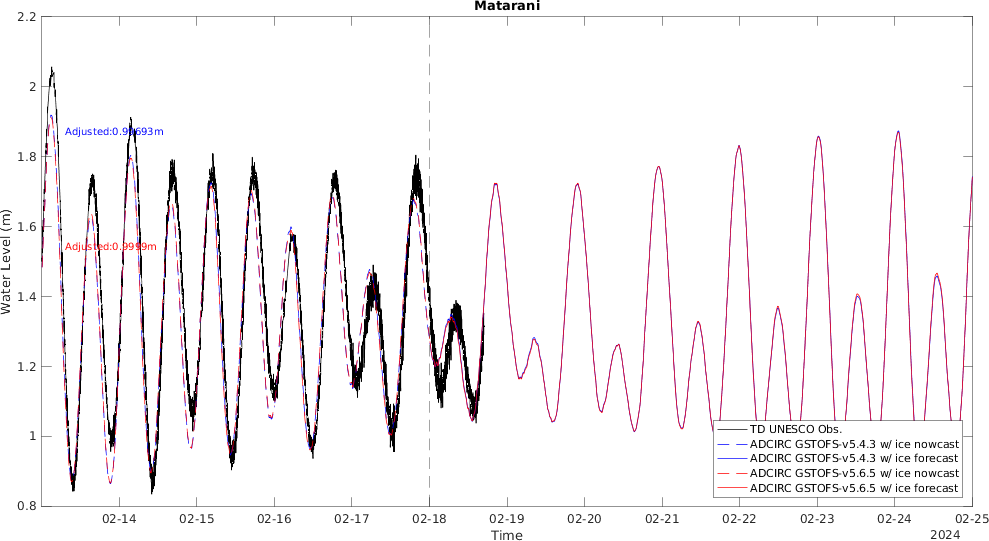 Matarani
2.2
2
1.8
1.6
1.4
1.2
1
0.8
Water Level (m)
Adjusted:0.99693m
Adjusted:0.9999m
TD UNESCO Obs.
ADCIRC GSTOFS-v5.4.3 w/ ice nowcast
ADCIRC GSTOFS-v5.4.3 w/ ice forecast
ADCIRC GSTOFS-v5.6.5 w/ ice nowcast
ADCIRC GSTOFS-v5.6.5 w/ ice forecast
02-14 02-15 02-16 02-17 02-18 02-19 02-20 02-21 02-22 02-23 02-24 02-25
Time
2024